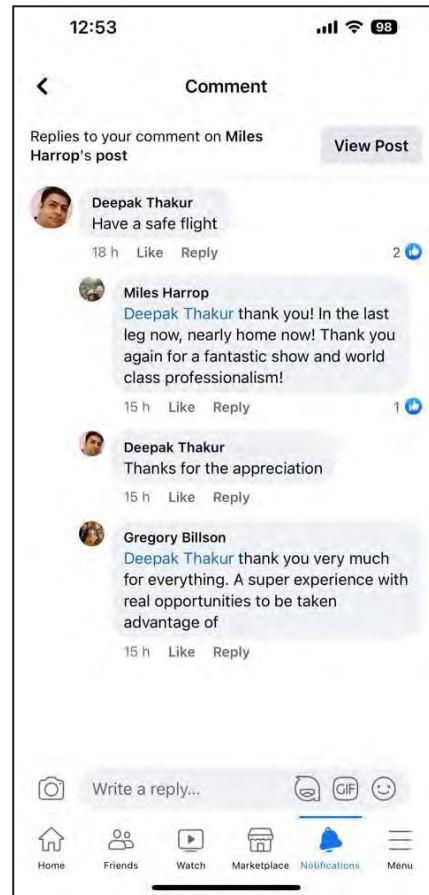 12:53
98
Comment
Replies to your comment on Miles
Harrop's post
View Post
Deepak Thakur
Have a safe flight
18 h Like Reply
2
Miles Harrop
Deepak Thakur thank you! In the last
leg now, nearly home now! Thank you
again for a fantastic show and world
class professionalism!
15 h Like Reply
1
Deepak Thakur
Thanks for the appreciation
15 h Like Reply
Gregory Billson
Deepak Thakur thank you very much
for everything. A super experience with
real opportunities to be taken
advantage of
15 h Like Reply
Write a reply...
GIF
Home Friends Watch Marketplace Notifications Menu